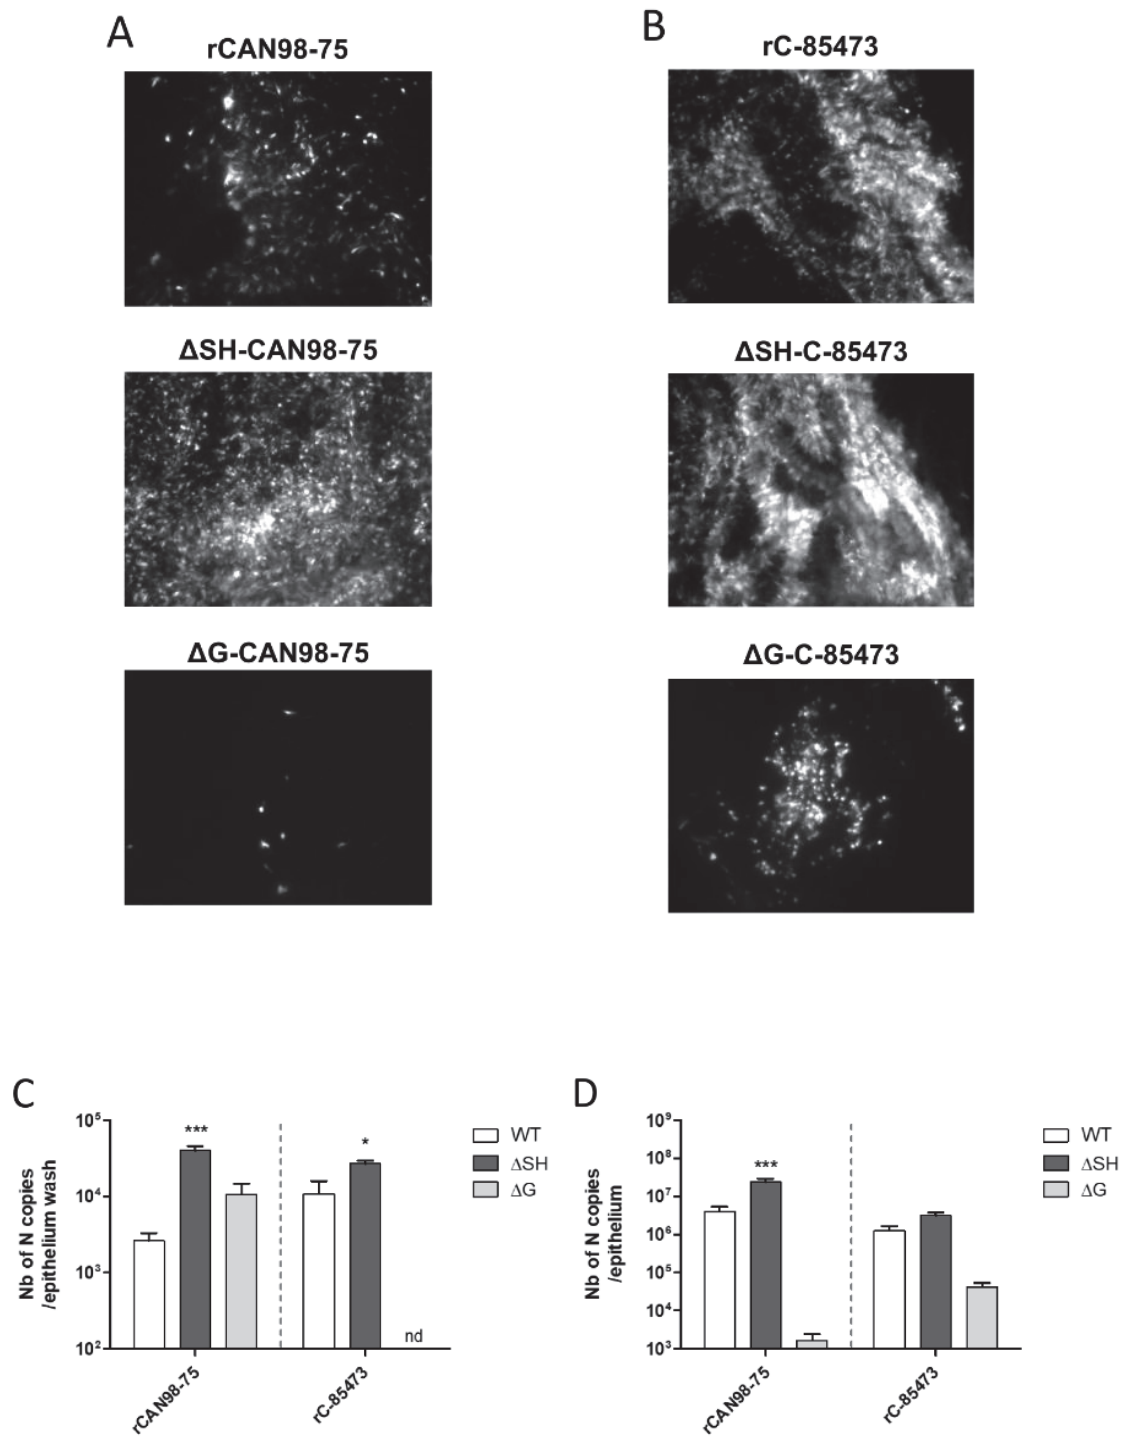 A
rCAN98-75
B
rC-85473
ΔSH-CAN98-75
ΔSH-C-85473
ΔG-CAN98-75
ΔG-C-85473
C
Nb of N copies
/epithelium wash
10⁵
10⁴
10³
10²
***
*
nd
rCAN98-75
rC-85473
WT
ΔSH
ΔG
D
Nb of N copies
/epithelium
10⁹
10⁸
10⁷
10⁶
10⁵
10⁴
10³
***
rCAN98-75
rC-85473
WT
ΔSH
ΔG